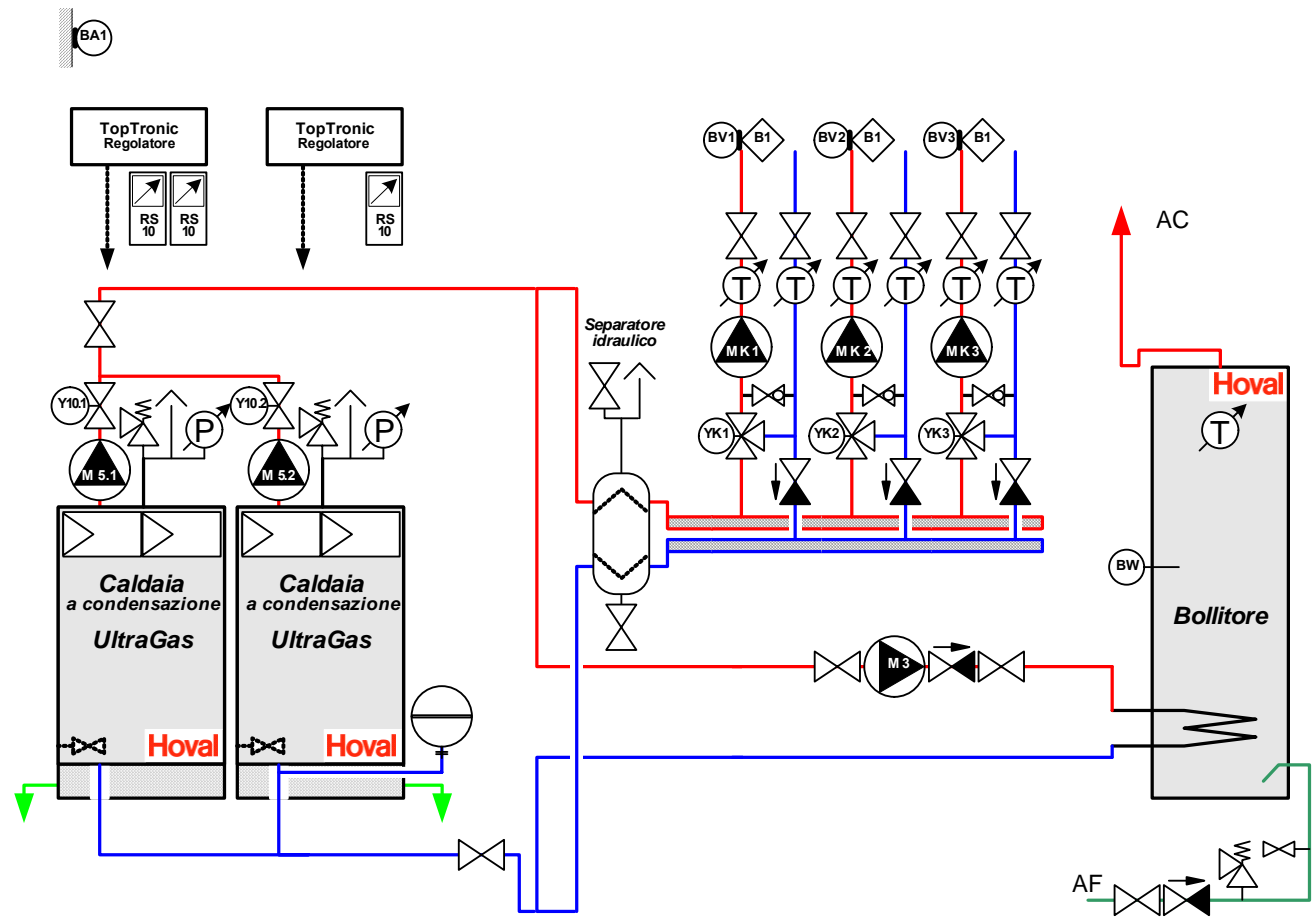 BA1
TopTronic
Regolatore
TopTronic
Regolatore
RS
10
RS
10
RS
10
BV1
B1
BV2
B1
BV3
B1
AC
T
T
T
T
T
T
Separatore
idraulico
MK1
MK2
MK3
Hoval
Y10.1
P
Y10.2
P
T
YK1
YK2
YK3
M 5.1
M 5.2
Caldaia
a condensazione
UltraGas
Caldaia
a condensazione
UltraGas
BW
Bollitore
M 3
Hoval
Hoval
AF